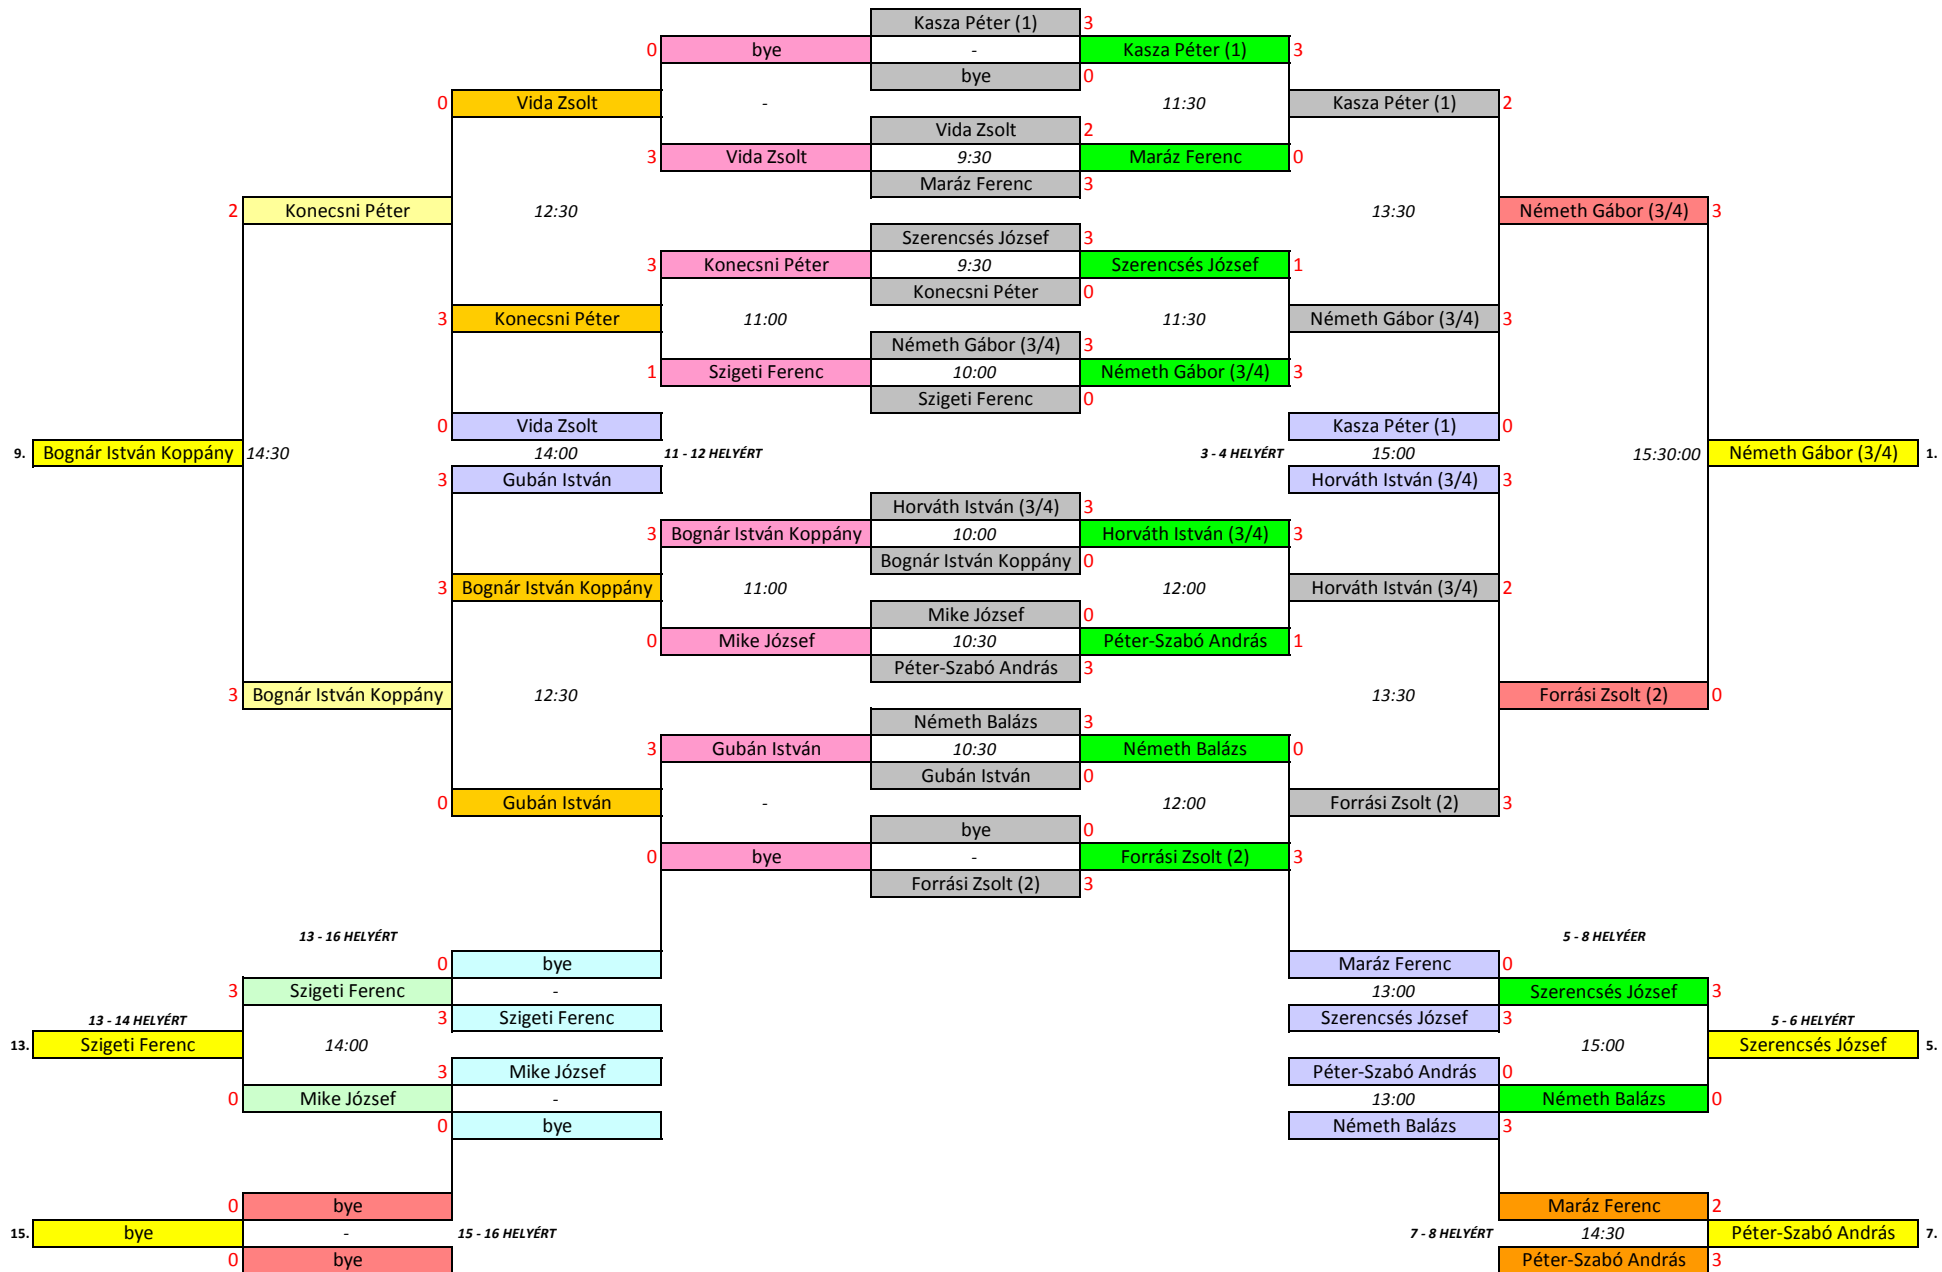 Kasza Péter (1) 3
0 bye - Kasza Péter (1) 3
bye 0
0 Vida Zsolt - 11:30 Kasza Péter (1) 2
Vida Zsolt 2
3 Vida Zsolt 9:30 Maráz Ferenc 0
Maráz Ferenc 3
2 Konecsni Péter 12:30 13:30 Németh Gábor (3/4) 3
Szerencsés József 3
3 Konecsni Péter 9:30 Szerencsés József 1
Konecsni Péter 0
3 Konecsni Péter 11:00 11:30 Németh Gábor (3/4) 3
Németh Gábor (3/4) 3
1 Szigeti Ferenc 10:00 Németh Gábor (3/4) 3
Szigeti Ferenc 0
0 Vida Zsolt Kasza Péter (1) 0
9. Bognár István Koppány 14:30 14:00 11 - 12 HELYÉRT 3 - 4 HELYÉRT 15:00 15:30:00 Németh Gábor (3/4) 1.
3 Gubán István Horváth István (3/4) 3
Horváth István (3/4) 3
3 Bognár István Koppány 10:00 Horváth István (3/4) 3
Bognár István Koppány 0
3 Bognár István Koppány 11:00 12:00 Horváth István (3/4) 2
Mike József 0
0 Mike József 10:30 Péter-Szabó András 1
Péter-Szabó András 3
3 Bognár István Koppány 12:30 13:30 Forrási Zsolt (2) 0
Németh Balázs 3
3 Gubán István 10:30 Németh Balázs 0
Gubán István 0
0 Gubán István - 12:00 Forrási Zsolt (2) 3
bye 0
0 bye - Forrási Zsolt (2) 3
Forrási Zsolt (2) 3
13 - 16 HELYÉRT 5 - 8 HELYÉER
0 bye Maráz Ferenc 0
3 Szigeti Ferenc - 13:00 Szerencsés József 3
13 - 14 HELYÉRT 3 Szigeti Ferenc Szerencsés József 3 5 - 6 HELYÉRT
13. Szigeti Ferenc 14:00 15:00 Szerencsés József 5.
3 Mike József Péter-Szabó András 0
0 Mike József - 13:00 Németh Balázs 0
0 bye Németh Balázs 3
0 bye Maráz Ferenc 2
15. bye - 15 - 16 HELYÉRT 7 - 8 HELYÉRT 14:30 Péter-Szabó András 7.
0 bye Péter-Szabó András 3